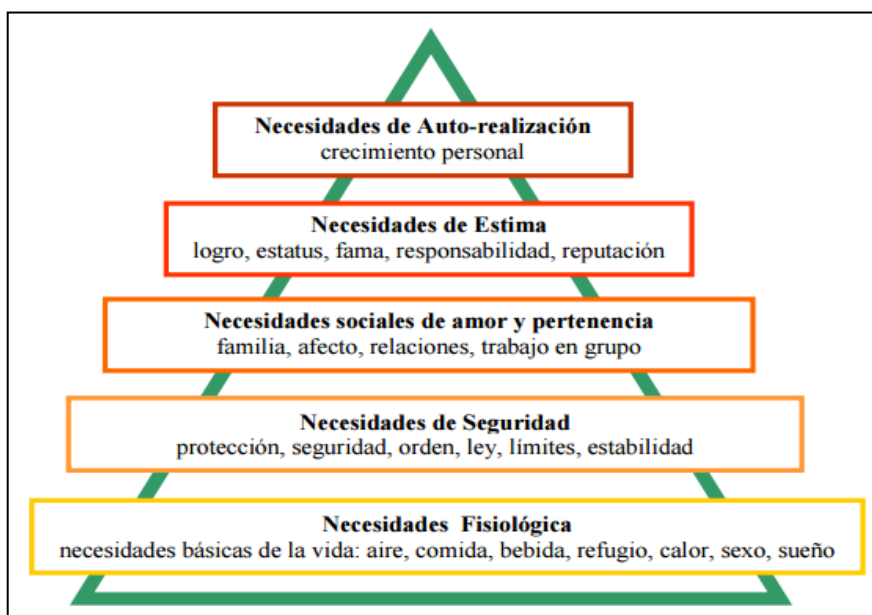 Necesidades de Auto-realización
crecimiento personal
Necesidades de Estima
logro, estatus, fama, responsabilidad, reputación
Necesidades sociales de amor y pertenencia
familia, afecto, relaciones, trabajo en grupo
Necesidades de Seguridad
protección, seguridad, orden, ley, límites, estabilidad
Necesidades Fisiológica
necesidades básicas de la vida: aire, comida, bebida, refugio, calor, sexo, sueño